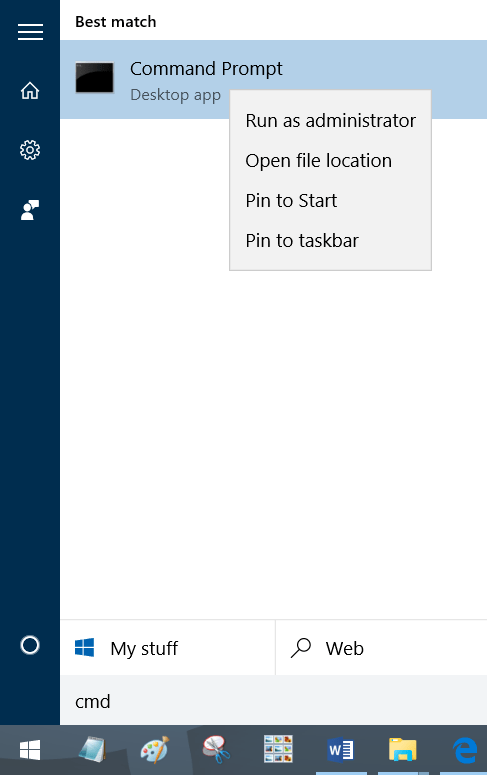 Best match
Command Prompt
Desktop app
Run as administrator
Open file location
Pin to Start
Pin to taskbar
My stuff
Web
cmd